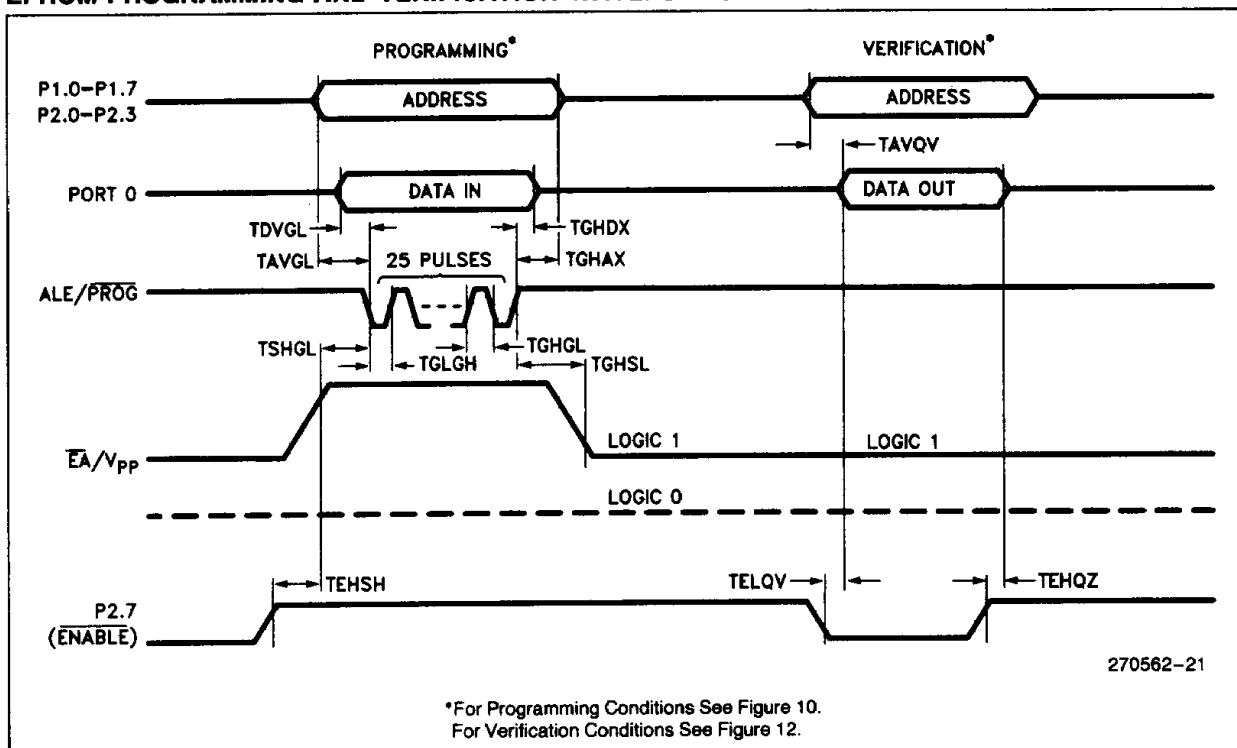 PROGRAMMING*
VERIFICATION*
P1.0–P1.7
P2.0–P2.3
ADDRESS
ADDRESS
TAVQV
PORT 0
DATA IN
DATA OUT
TDVGL
TGHDX
TAVGL
25 PULSES
TGHAX
ALE/PROG
TSHGL
TGLGH
TGHGL
TGHSL
EA/VPP
LOGIC 1
LOGIC 1
LOGIC 0
TEHSH
TELQV
TEHQZ
P2.7
(ENABLE)
270562–21
*For Programming Conditions See Figure 10.
For Verification Conditions See Figure 12.